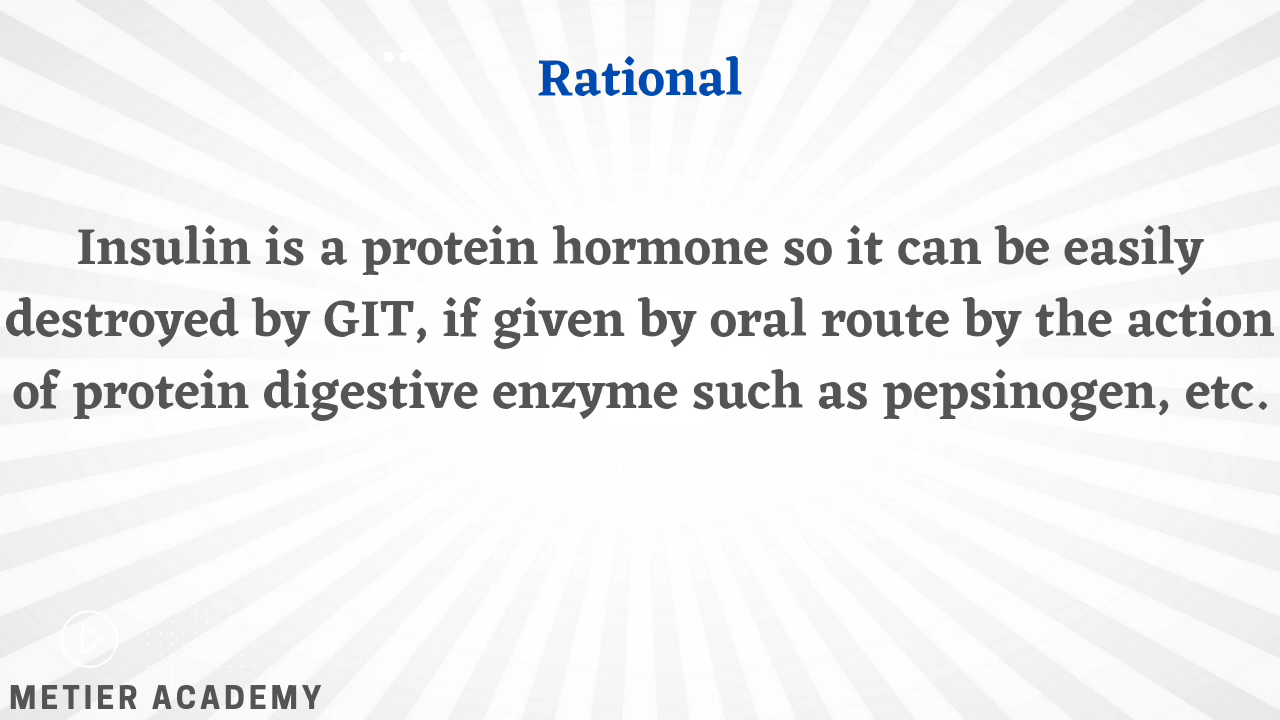 Rational
Insulin is a protein hormone so it can be easily
destroyed by GIT, if given by oral route by the action
of protein digestive enzyme such as pepsinogen, etc.
METIER ACADEMY